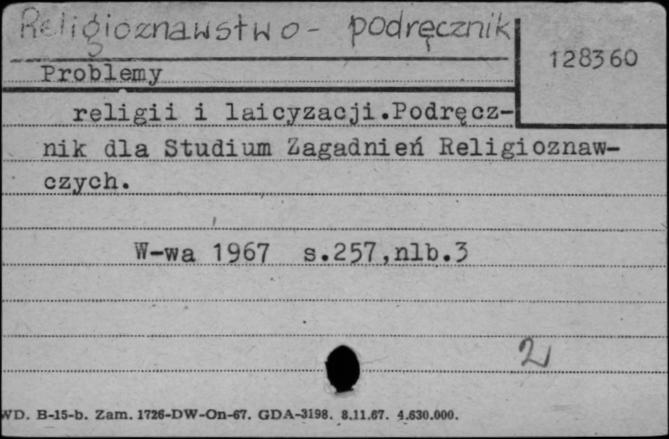 Religioznawstwo - podręcznik
128360
Problemy
religii i laicyzacji.Podręcz-
nik dla Studium Zagadnień Religioznaw-
czych.
W-wa 1967 s.257,nlb.3
2
WD. B-15-b. Zam. 1726-DW-On-67. GDA-3198. 8.11.67. 4.630.000.